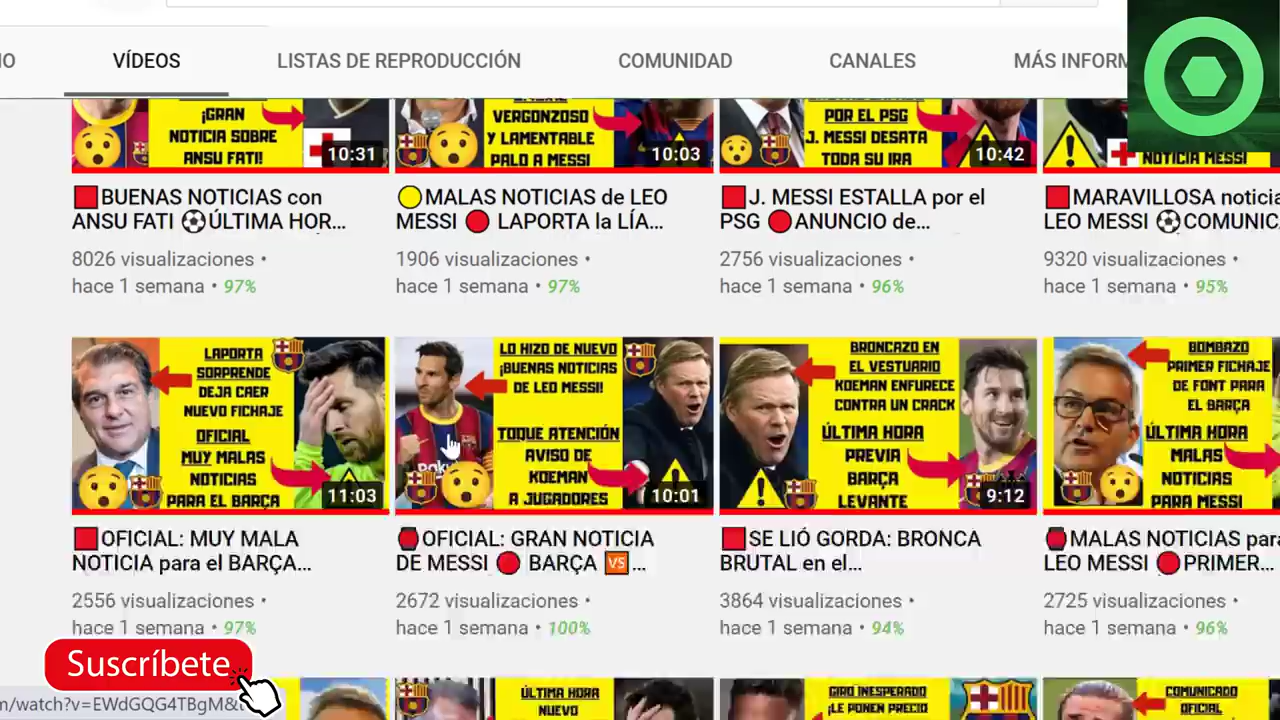 VÍDEOS
LISTAS DE REPRODUCCIÓN
COMUNIDAD
CANALES
MÁS INFORM
¡GRAN
NOTICIA SOBRE
ANSU FATI!
10:31
VERGONZOSO
Y LAMENTABLE
PALO A MESSI
10:03
POR EL PSG
J. MESSI DESATA
TODA SU IRA
10:42
NOTICIA MESSI
BUENAS NOTICIAS con
ANSU FATI ⚽ÚLTIMA HOR...
8026 visualizaciones •
hace 1 semana • 97%
MALAS NOTICIAS de LEO
MESSI 🔴 LAPORTA la LÍA...
1906 visualizaciones •
hace 1 semana • 97%
J. MESSI ESTALLA por el
PSG 🔴ANUNCIO de...
2756 visualizaciones •
hace 1 semana • 96%
MARAVILLOSA noticia
LEO MESSI ⚽COMUNICA
9320 visualizaciones •
hace 1 semana • 95%
LAPORTA
SORPRENDE
DEJA CAER
NUEVO FICHAJE
OFICIAL
MUY MALAS
NOTICIAS
PARA EL BARÇA
11:03
LO HIZO DE NUEVO
¡BUENAS NOTICIAS
DE LEO MESSI!
TOQUE ATENCIÓN
AVISO DE
KOEMAN
A JUGADORES
10:01
BRONCAZO EN
EL VESTUARIO
KOEMAN ENFURECE
CONTRA UN CRACK
ÚLTIMA HORA
PREVIA
BARÇA
LEVANTE
9:12
BOMBAZO
PRIMER FICHAJE
DE FONT PARA
EL BARÇA
ÚLTIMA HORA
MALAS
NOTICIAS
PARA MESSI
OFICIAL: MUY MALA
NOTICIA para el BARÇA...
2556 visualizaciones •
hace 1 semana • 97%
OFICIAL: GRAN NOTICIA
DE MESSI 🔴 BARÇA 🆚...
2672 visualizaciones •
hace 1 semana • 100%
SE LIÓ GORDA: BRONCA
BRUTAL en el...
3864 visualizaciones •
hace 1 semana • 94%
MALAS NOTICIAS para
LEO MESSI 🔴PRIMER...
2725 visualizaciones •
hace 1 semana • 96%
Suscríbete
m/watch?v=EWdGQG4TBgM&
ÚLTIMA HORA
NUEVO
GIRO INESPERADO
¡LE PONEN PRECIO
COMUNICADO
OFICIAL